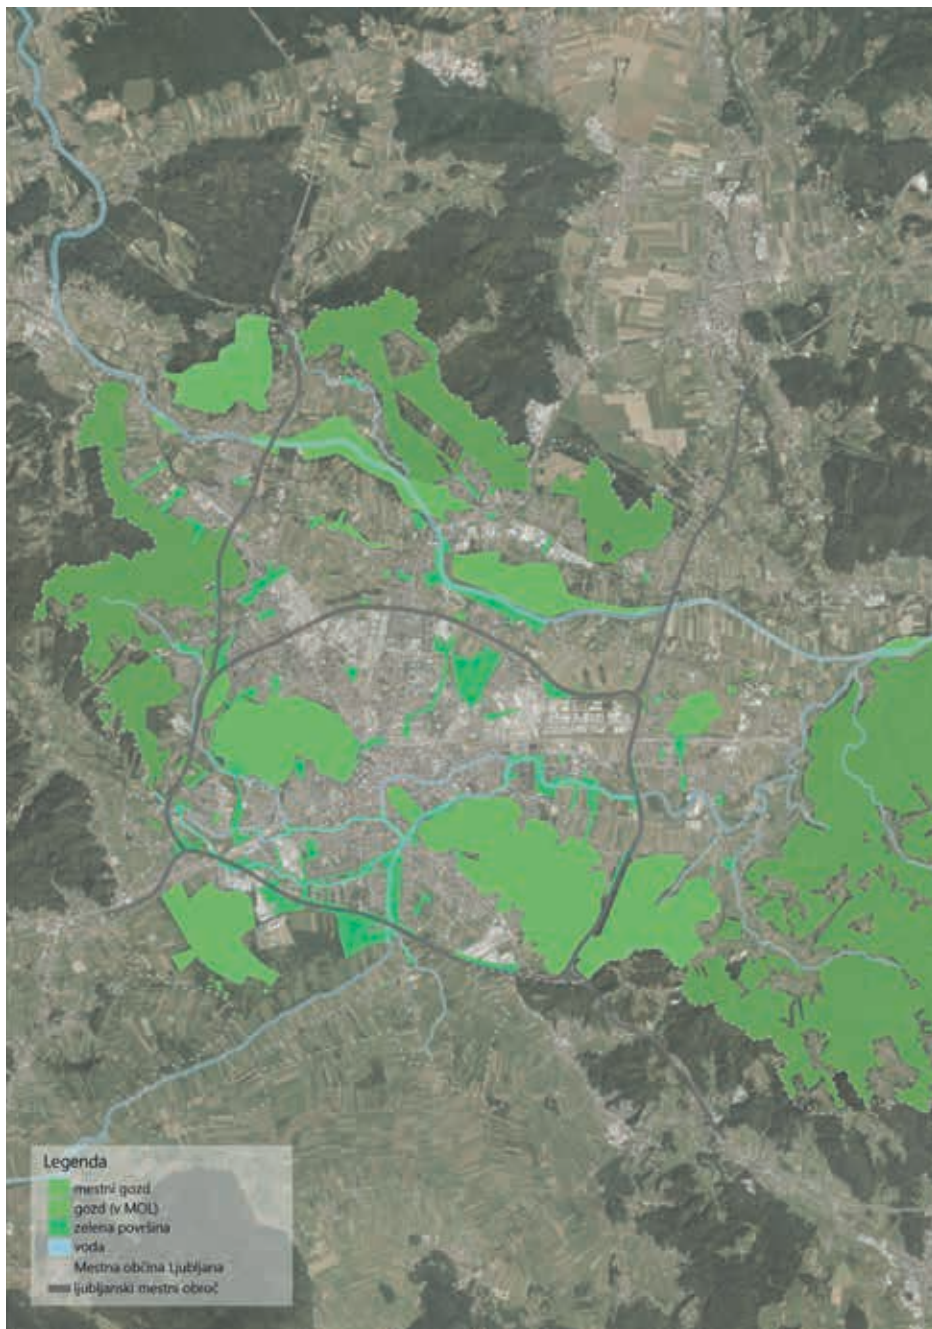 Legenda
mestni gozd
gozd (v MOL)
zelena površina
voda
Mestna občina Ljubljana
ljubljanski mestni obroč